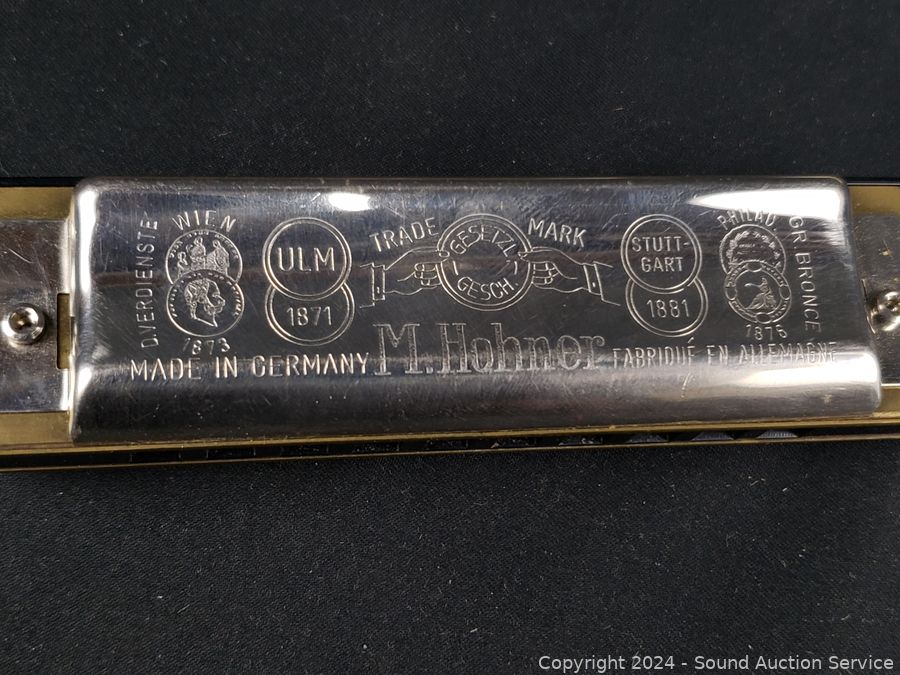 D.VERDIENSTE
WIEN
1873
ULM
1871
TRADE MARK
GESETZL
GESCH
STUTT-
GART
1881
PHILAD.
GR.BRONCE
1876
M.Hohner
MADE IN GERMANY
FABRIQUÉ EN ALLEMAGNE
Copyright © 2024 - Sound Auction Service